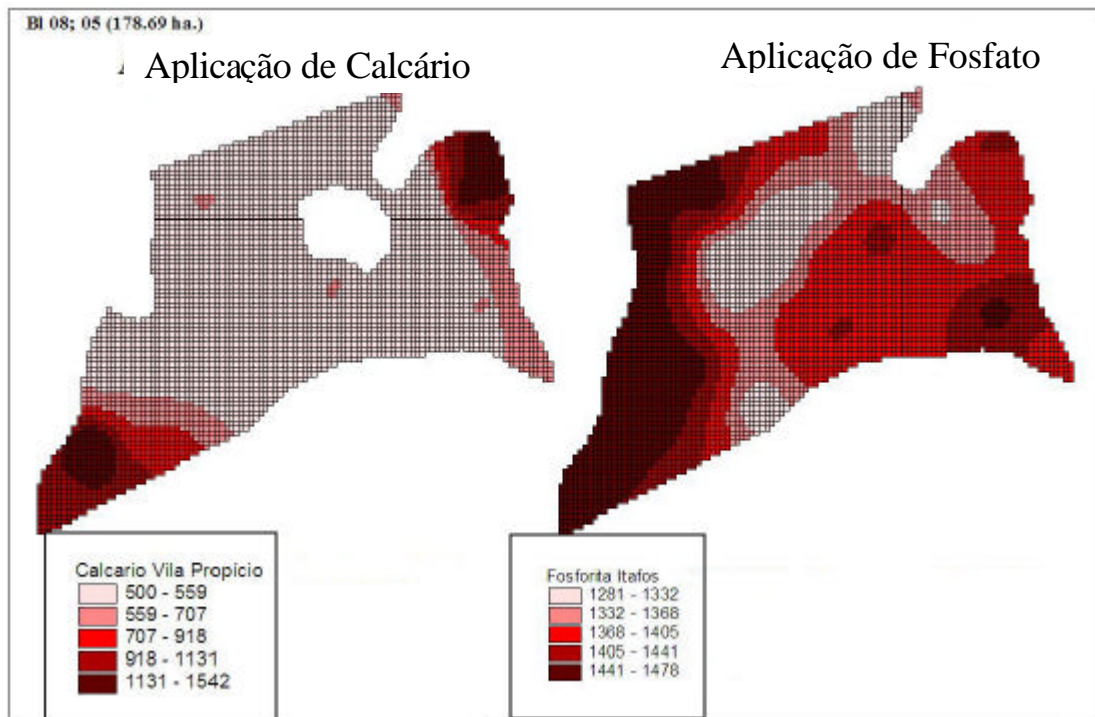 Bl 08; 05 (178.69 ha.)
Aplicação de Calcário
Aplicação de Fosfato
Calcario Vila Propício
500 - 559
559 - 707
707 - 918
918 - 1131
1131 - 1542
Fosforita Itafos
1281 - 1332
1332 - 1368
1368 - 1405
1405 - 1441
1441 - 1478